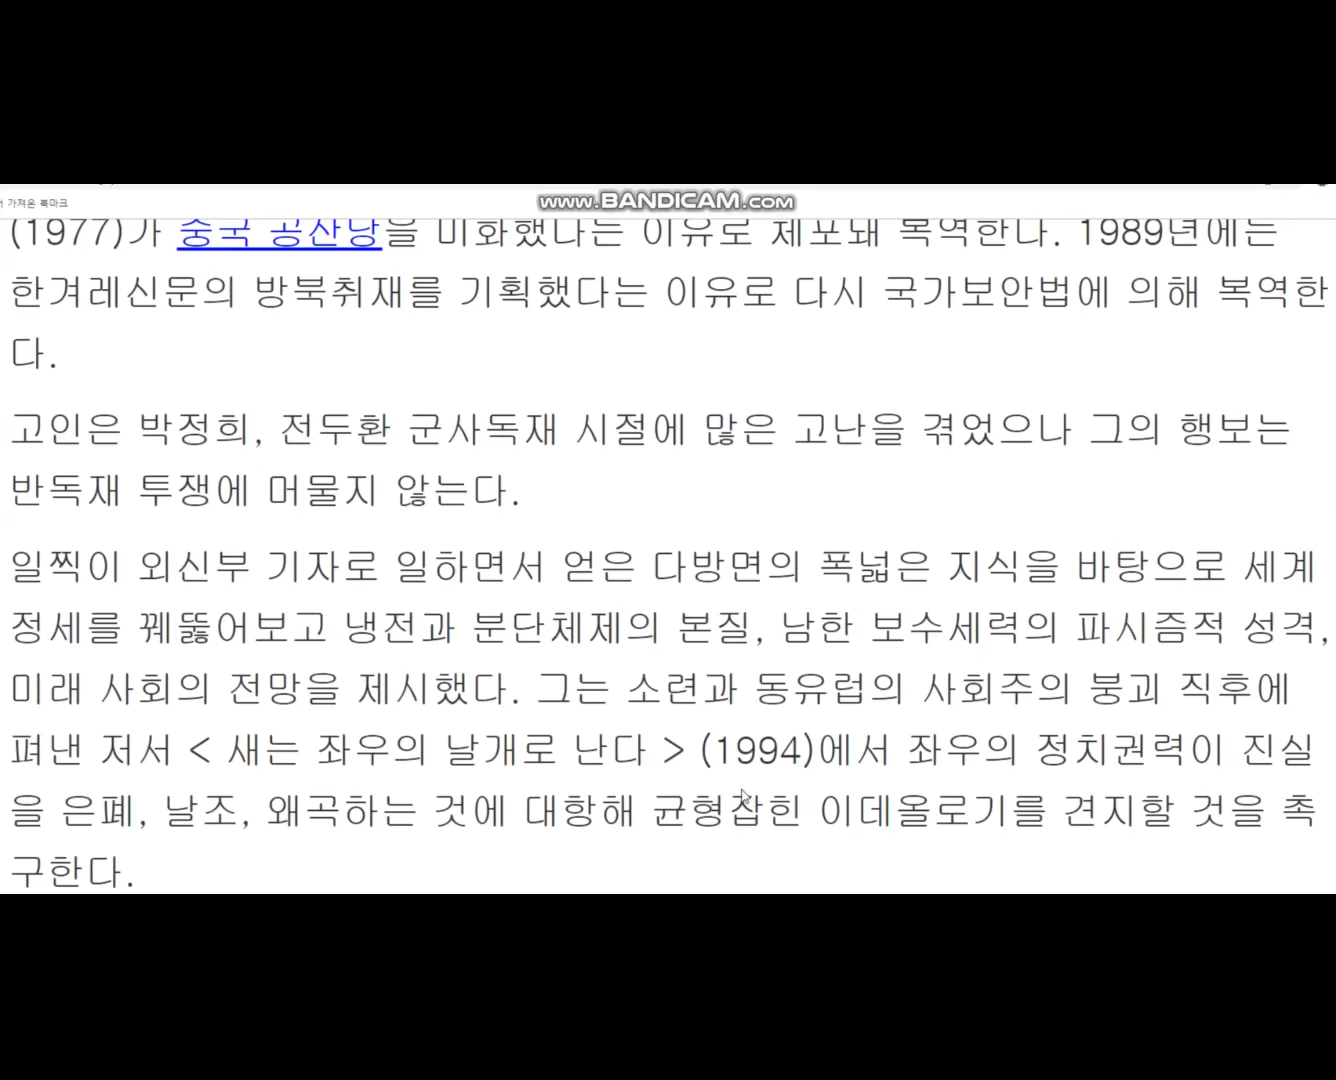 www.BANDICAM.com
가져온 북마크
(1977)가 중국 공산당을 미화했다는 이유로 체포돼 복역한다. 1989년에는
한겨레신문의 방북취재를 기획했다는 이유로 다시 국가보안법에 의해 복역한
다.
고인은 박정희, 전두환 군사독재 시절에 많은 고난을 겪었으나 그의 행보는
반독재 투쟁에 머물지 않는다.
일찍이 외신부 기자로 일하면서 얻은 다방면의 폭넓은 지식을 바탕으로 세계
정세를 꿰뚫어보고 냉전과 분단체제의 본질, 남한 보수세력의 파시즘적 성격,
미래 사회의 전망을 제시했다. 그는 소련과 동유럽의 사회주의 붕괴 직후에
펴낸 저서 < 새는 좌우의 날개로 난다 > (1994)에서 좌우의 정치권력이 진실
을 은폐, 날조, 왜곡하는 것에 대항해 균형잡힌 이데올로기를 견지할 것을 촉
구한다.